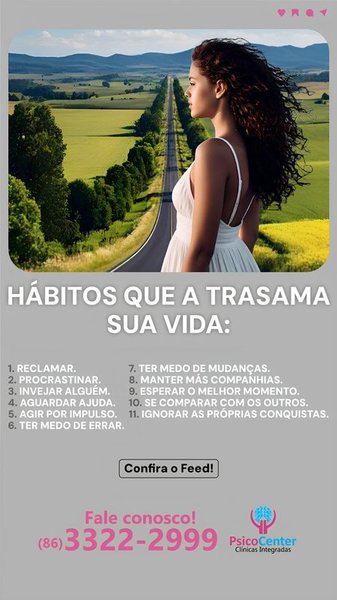 HÁBITOS QUE A TRASAMA
SUA VIDA:
1. RECLAMAR.
2. PROCRASTINAR.
3. INVEJAR ALGUÉM.
4. AGUARDAR AJUDA.
5. AGIR POR IMPULSO.
6. TER MEDO DE ERRAR.
7. TER MEDO DE MUDANÇAS.
8. MANTER MÁS COMPANHIAS.
9. ESPERAR O MELHOR MOMENTO.
10. SE COMPARAR COM OS OUTROS.
11. IGNORAR AS PRÓPRIAS CONQUISTAS.
Confira o Feed!
Fale conosco!
(86)3322-2999
PsicoCenter
Clínicas Integradas